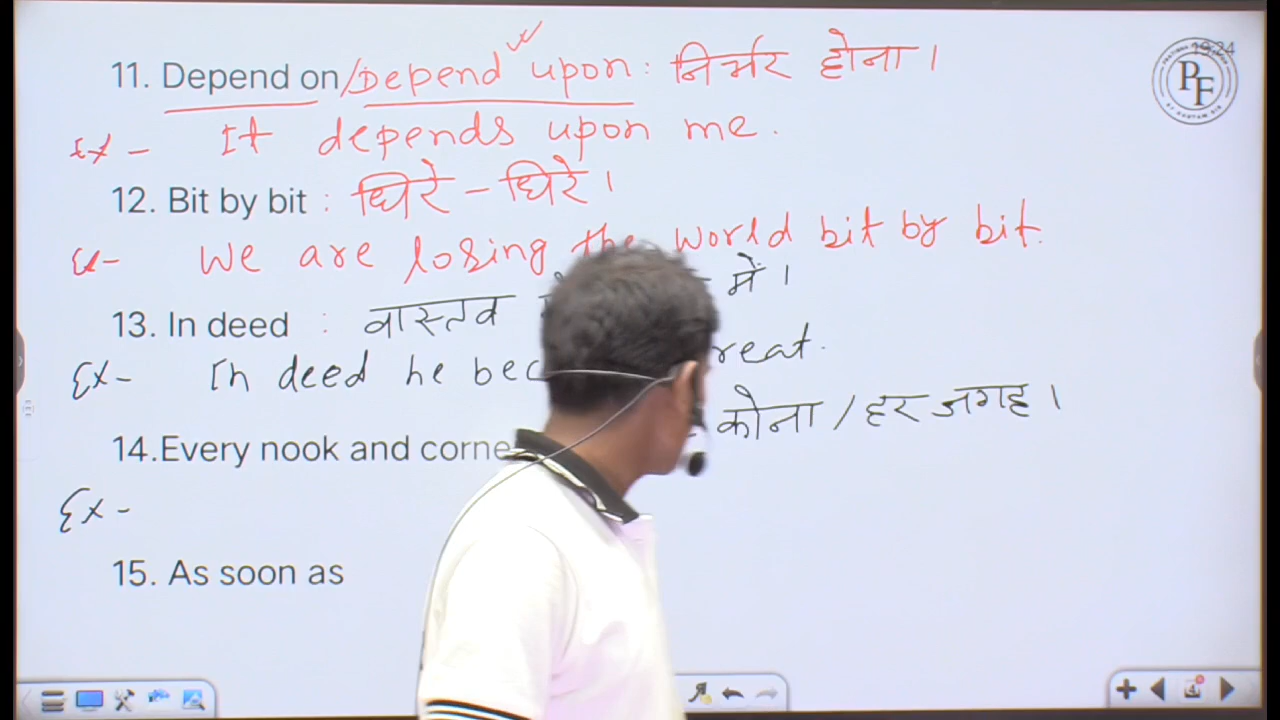 11. Depend on/Depend upon: निर्भर होना।
Ex- It depends upon me.
12. Bit by bit : धिरे-धिरे।
Ex- We are losing the world bit by bit.
13. In deed : वास्तव में।
Ex- In deed he bec reat.
14.Every nook and corne कोना/हर जगह।
Ex-
15. As soon as
19:24
PF